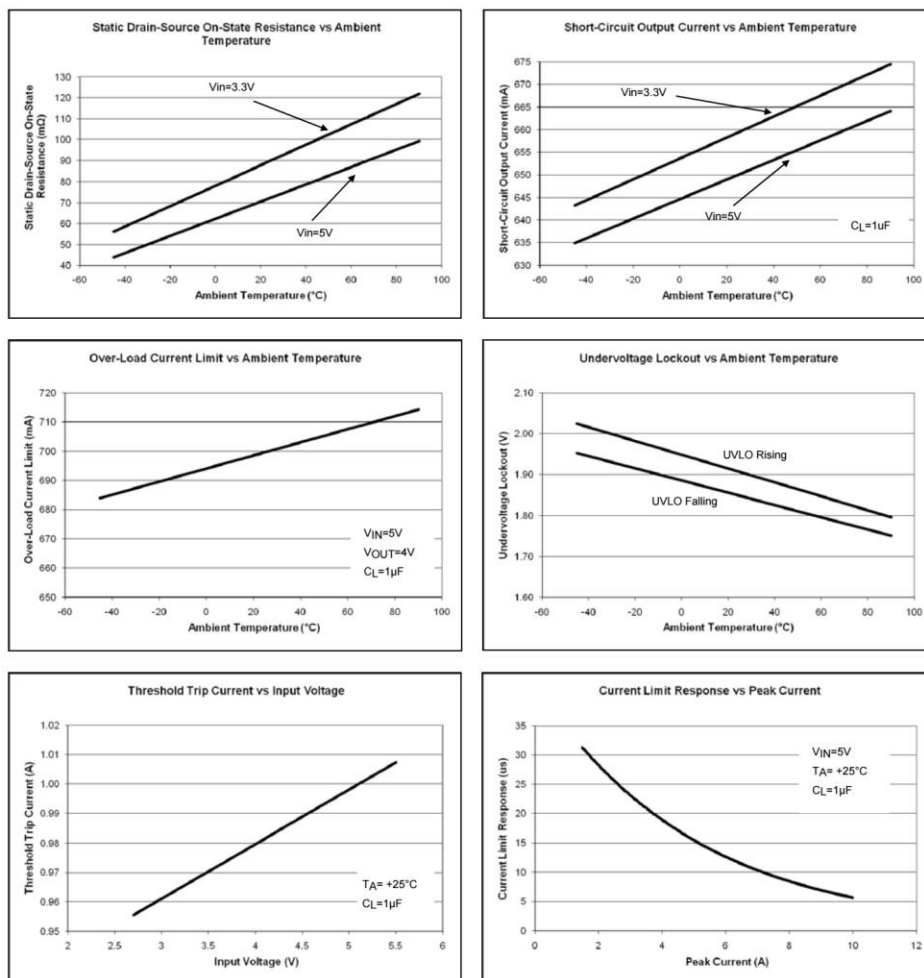 Static Drain-Source On-State Resistance vs Ambient
Temperature
Static Drain-Source On-State
Resistance (mΩ)
130
120
110
100
90
80
70
60
50
40
Vin=3.3V
Vin=5V
-60 -40 -20 0 20 40 60 80 100
Ambient Temperature (°C)
Short-Circuit Output Current vs Ambient Temperature
Short-Circuit Output Current (mA)
675
670
665
660
655
650
645
640
635
630
Vin=3.3V
Vin=5V
CL=1uF
-60 -40 -20 0 20 40 60 80 100
Ambient Temperature (°C)
Over-Load Current Limit vs Ambient Temperature
Over-Load Current Limit (mA)
720
710
700
690
680
670
660
650
VIN=5V
VOUT=4V
CL=1µF
-60 -40 -20 0 20 40 60 80 100
Ambient Temperature (°C)
Undervoltage Lockout vs Ambient Temperature
Undervoltage Lockout (V)
2.10
2.00
1.90
1.80
1.70
1.60
UVLO Rising
UVLO Falling
-60 -40 -20 0 20 40 60 80 100
Ambient Temperature (°C)
Threshold Trip Current vs Input Voltage
Threshold Trip Current (A)
1.02
1.01
1.00
0.99
0.98
0.97
0.96
0.95
TA= +25°C
CL=1µF
2 2.5 3 3.5 4 4.5 5 5.5 6
Input Voltage (V)
Current Limit Response vs Peak Current
Current Limit Response (us)
35
30
25
20
15
10
5
0
VIN=5V
TA= +25°C
CL=1µF
0 2 4 6 8 10 12
Peak Current (A)